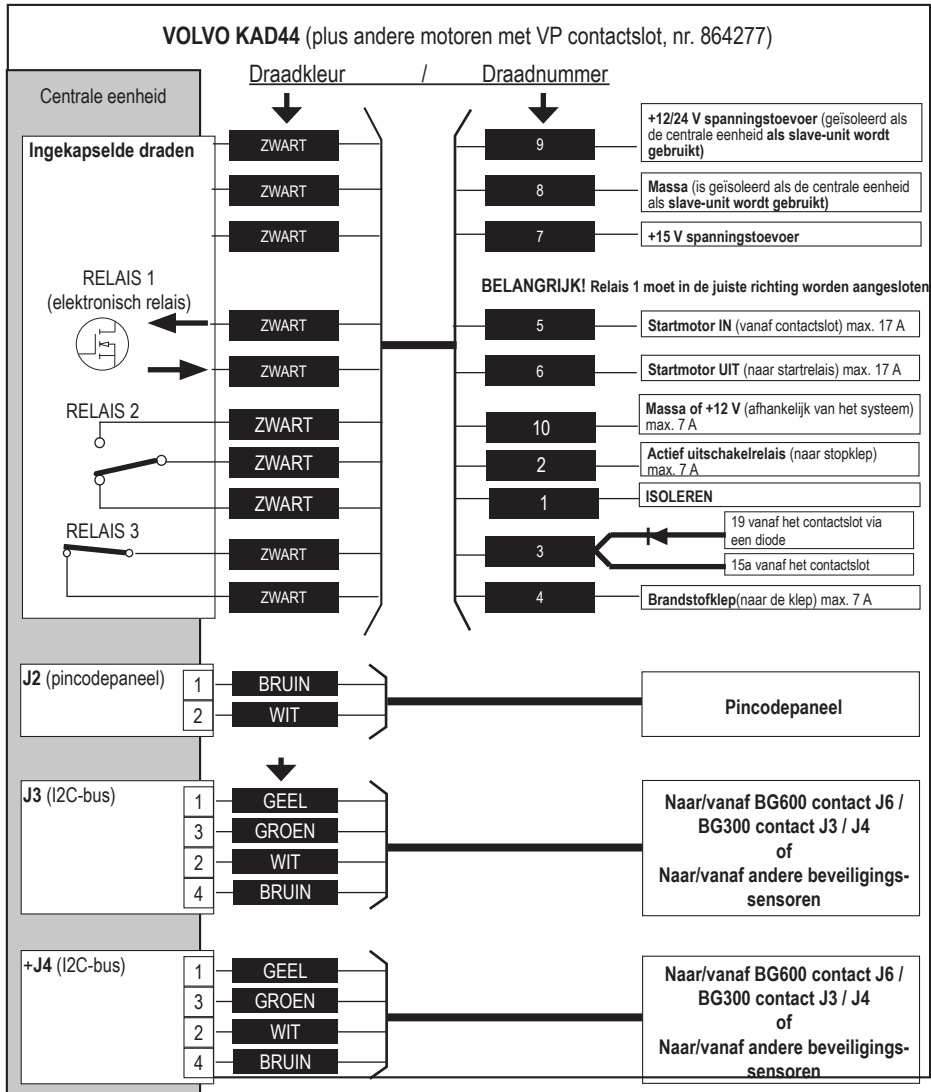 VOLVO KAD44 (plus andere motoren met VP contactslot, nr. 864277)
Draadkleur / Draadnummer
Centrale eenheid
Ingekapselde draden
ZWART
9
+12/24 V spanningstoevoer (geïsoleerd als
de centrale eenheid als slave-unit wordt
gebruikt)
ZWART
8
Massa (is geïsoleerd als de centrale eenheid
als slave-unit wordt gebruikt)
ZWART
7
+15 V spanningstoevoer
BELANGRIJK! Relais 1 moet in de juiste richting worden aangesloten
RELAIS 1
(elektronisch relais)
ZWART
5
Startmotor IN (vanaf contactslot) max. 17 A
ZWART
6
Startmotor UIT (naar startrelais) max. 17 A
RELAIS 2
ZWART
10
Massa of +12 V (afhankelijk van het systeem)
max. 7 A
ZWART
2
Actief uitschakelrelais (naar stopklep)
max. 7 A
ZWART
1
ISOLEREN
RELAIS 3
ZWART
3
19 vanaf het contactslot via
een diode
15a vanaf het contactslot
ZWART
4
Brandstofklep(naar de klep) max. 7 A
J2 (pincodepaneel)
1 BRUIN
2 WIT
Pincodepaneel
J3 (I2C-bus)
1 GEEL
3 GROEN
2 WIT
4 BRUIN
Naar/vanaf BG600 contact J6 /
BG300 contact J3 / J4
of
Naar/vanaf andere beveiligings-
sensoren
+J4 (I2C-bus)
1 GEEL
3 GROEN
2 WIT
4 BRUIN
Naar/vanaf BG600 contact J6 /
BG300 contact J3 / J4
of
Naar/vanaf andere beveiligings-
sensoren